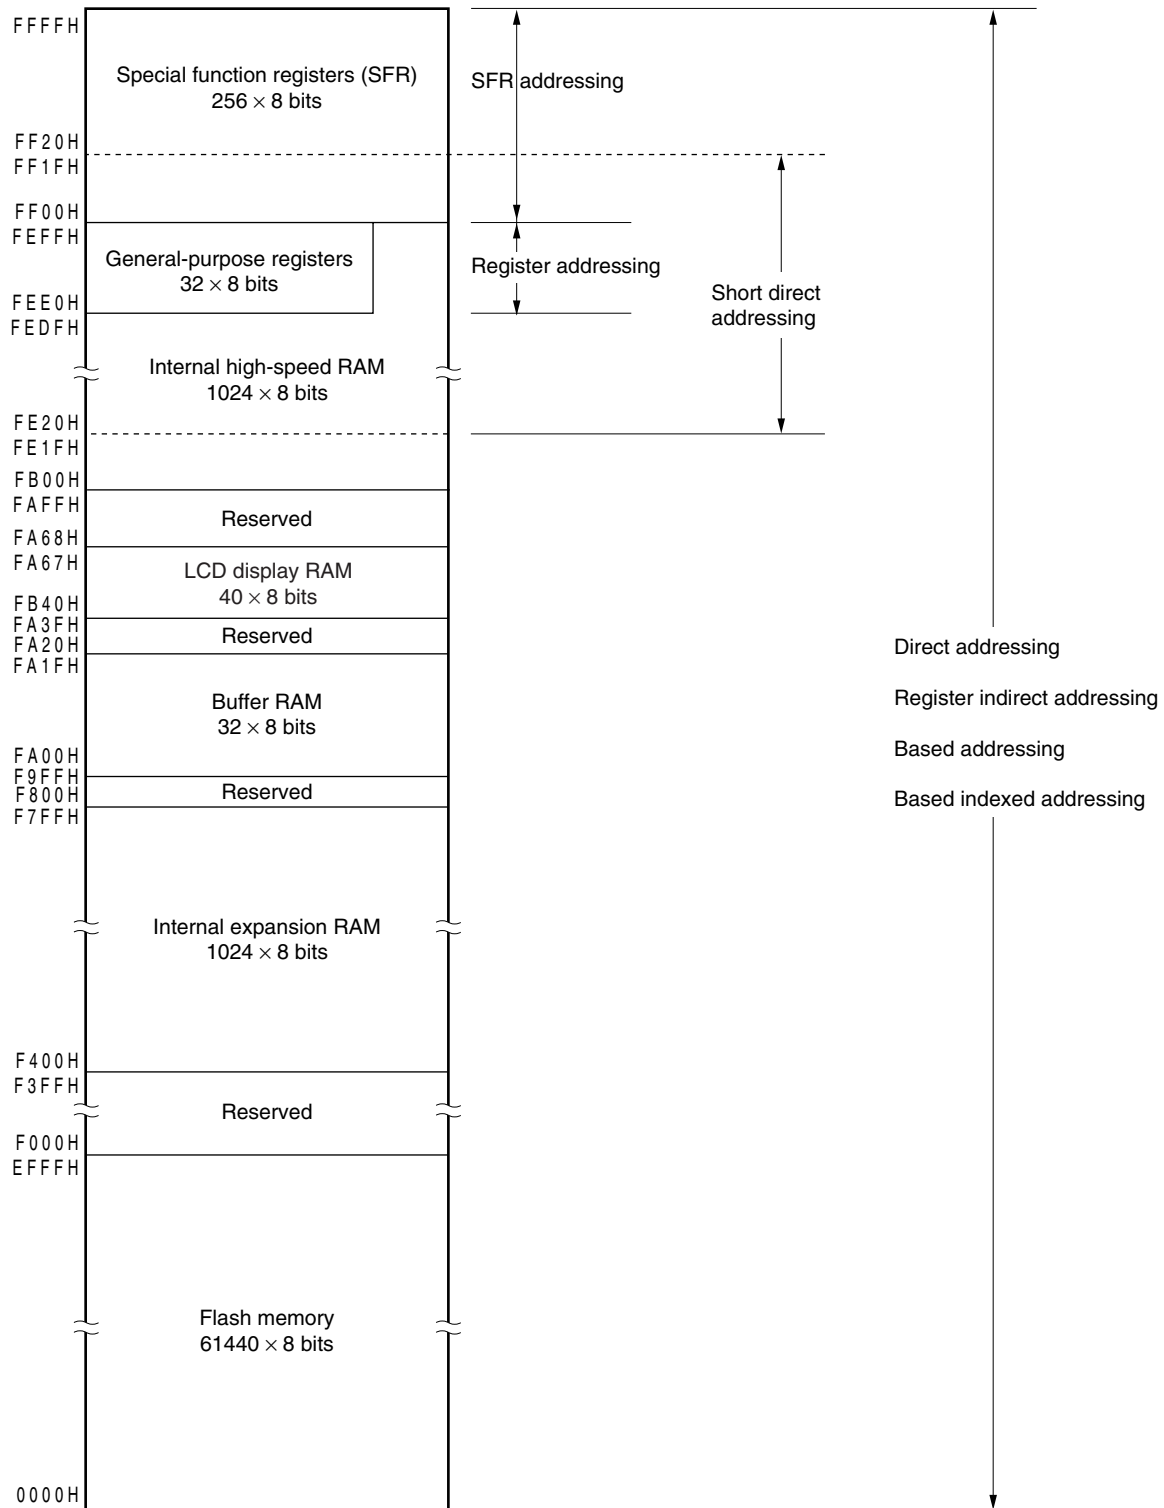 FFFFH
Special function registers (SFR)
256 × 8 bits
SFR addressing
FF20H
FF1FH
FF00H
FEFFH
General-purpose registers
32 × 8 bits
Register addressing
Short direct
addressing
FEE0H
FEDFH
Internal high-speed RAM
1024 × 8 bits
FE20H
FE1FH
FB00H
FAFFH
Reserved
FA68H
FA67H
LCD display RAM
40 × 8 bits
FB40H
FA3FH
Reserved
FA20H
FA1FH
Direct addressing
Register indirect addressing
Based addressing
Based indexed addressing
Buffer RAM
32 × 8 bits
FA00H
F9FFH
Reserved
F800H
F7FFH
Internal expansion RAM
1024 × 8 bits
F400H
F3FFH
Reserved
F000H
EFFFH
Flash memory
61440 × 8 bits
0000H